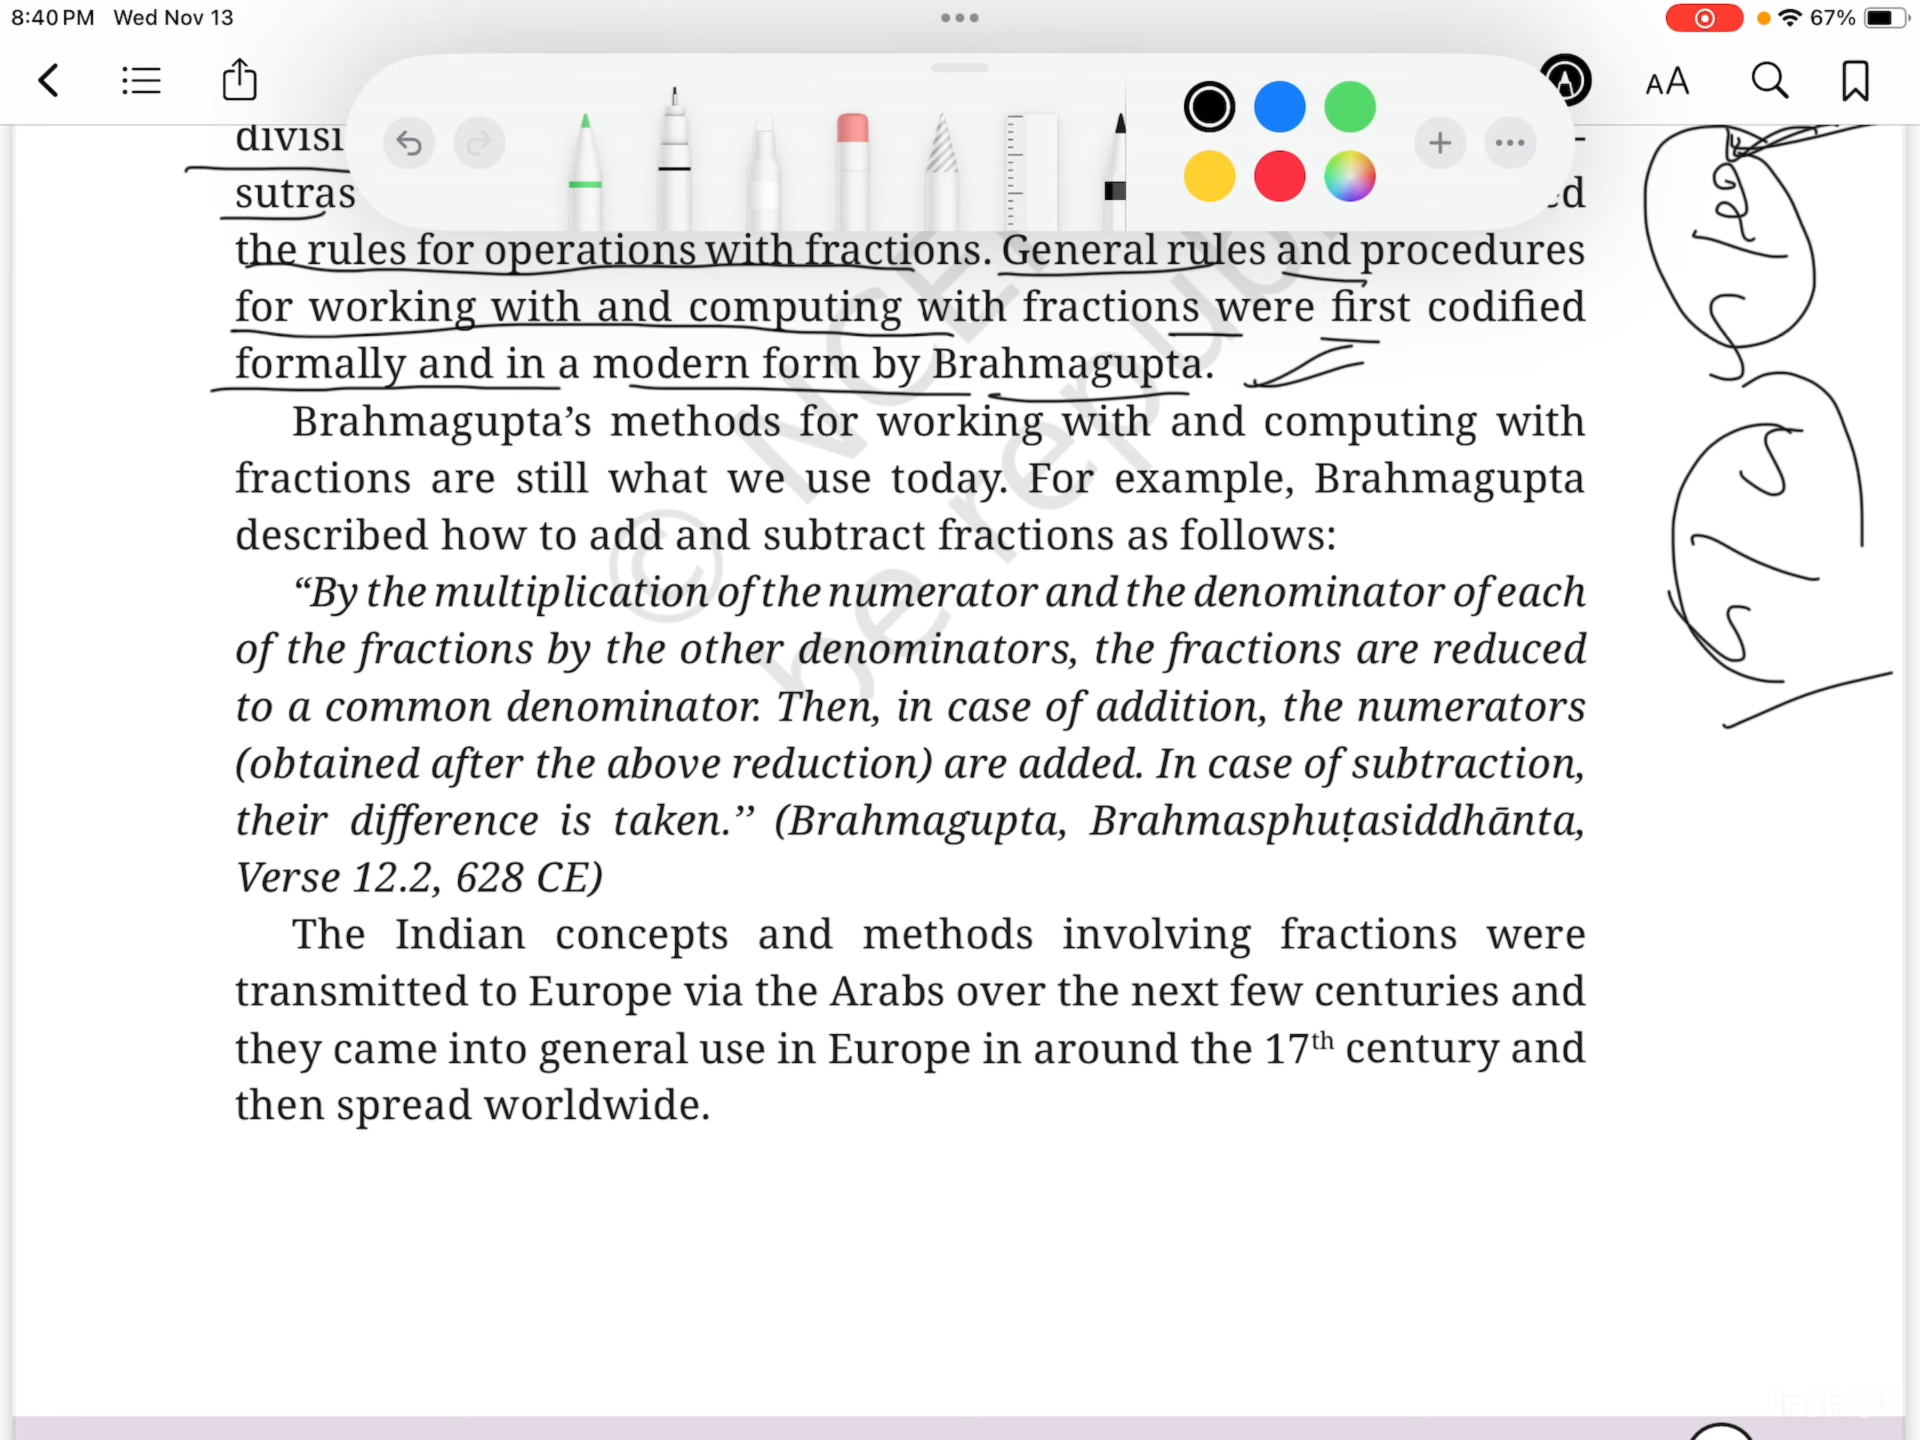 8:40 PM Wed Nov 13
67%
AA
divisi
sutras
the rules for operations with fractions. General rules and procedures
for working with and computing with fractions were first codified
formally and in a modern form by Brahmagupta.
Brahmagupta’s methods for working with and computing with
fractions are still what we use today. For example, Brahmagupta
described how to add and subtract fractions as follows:
“By the multiplication of the numerator and the denominator of each
of the fractions by the other denominators, the fractions are reduced
to a common denominator. Then, in case of addition, the numerators
(obtained after the above reduction) are added. In case of subtraction,
their difference is taken.’’ (Brahmagupta, Brahmasphuṭasiddhānta,
Verse 12.2, 628 CE)
The Indian concepts and methods involving fractions were
transmitted to Europe via the Arabs over the next few centuries and
they came into general use in Europe in around the 17th century and
then spread worldwide.
InShOt